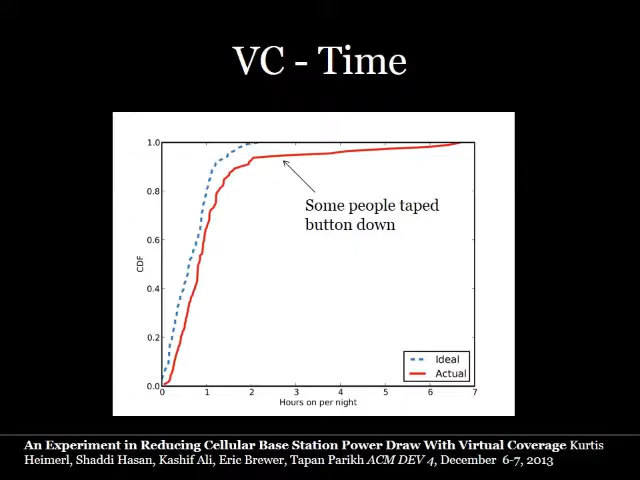 VC - Time
1.0
0.8
0.6
0.4
0.2
0.0
CDF
Some people taped
button down
Ideal
Actual
0 1 2 3 4 5 6 7
Hours on per night
An Experiment in Reducing Cellular Base Station Power Draw With Virtual Coverage Kurtis
Heimerl, Shaddi Hasan, Kashif Ali, Eric Brewer, Tapan Parikh ACM DEV 4, December 6-7, 2013